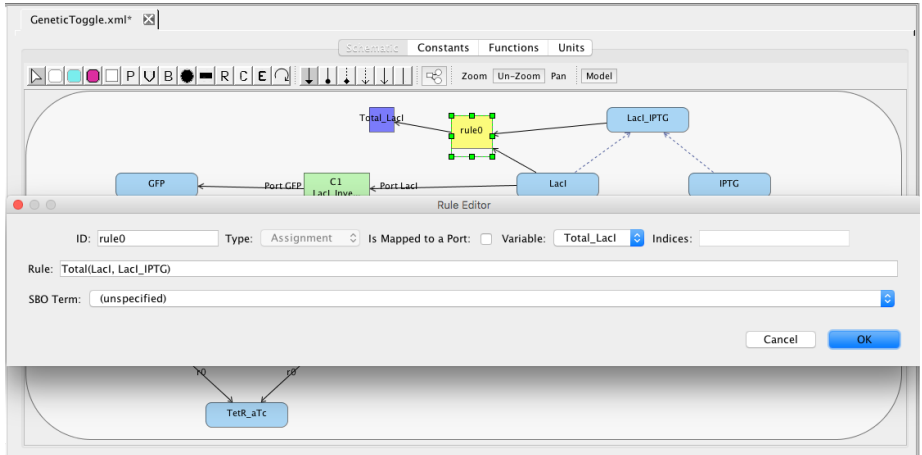 GeneticToggle.xml*
Schematic Constants Functions Units
P V B R C E Zoom Un-Zoom Pan Model
Total_LacI rule0 LacI_IPTG
GFP Port GFP C1 Port LacI LacI IPTG
LacI_Inve...
Rule Editor
ID: rule0 Type: Assignment Is Mapped to a Port: Variable: Total_LacI Indices:
Rule: Total(LacI, LacI_IPTG)
SBO Term: (unspecified)
Cancel OK
r0 r0
TetR_aTc